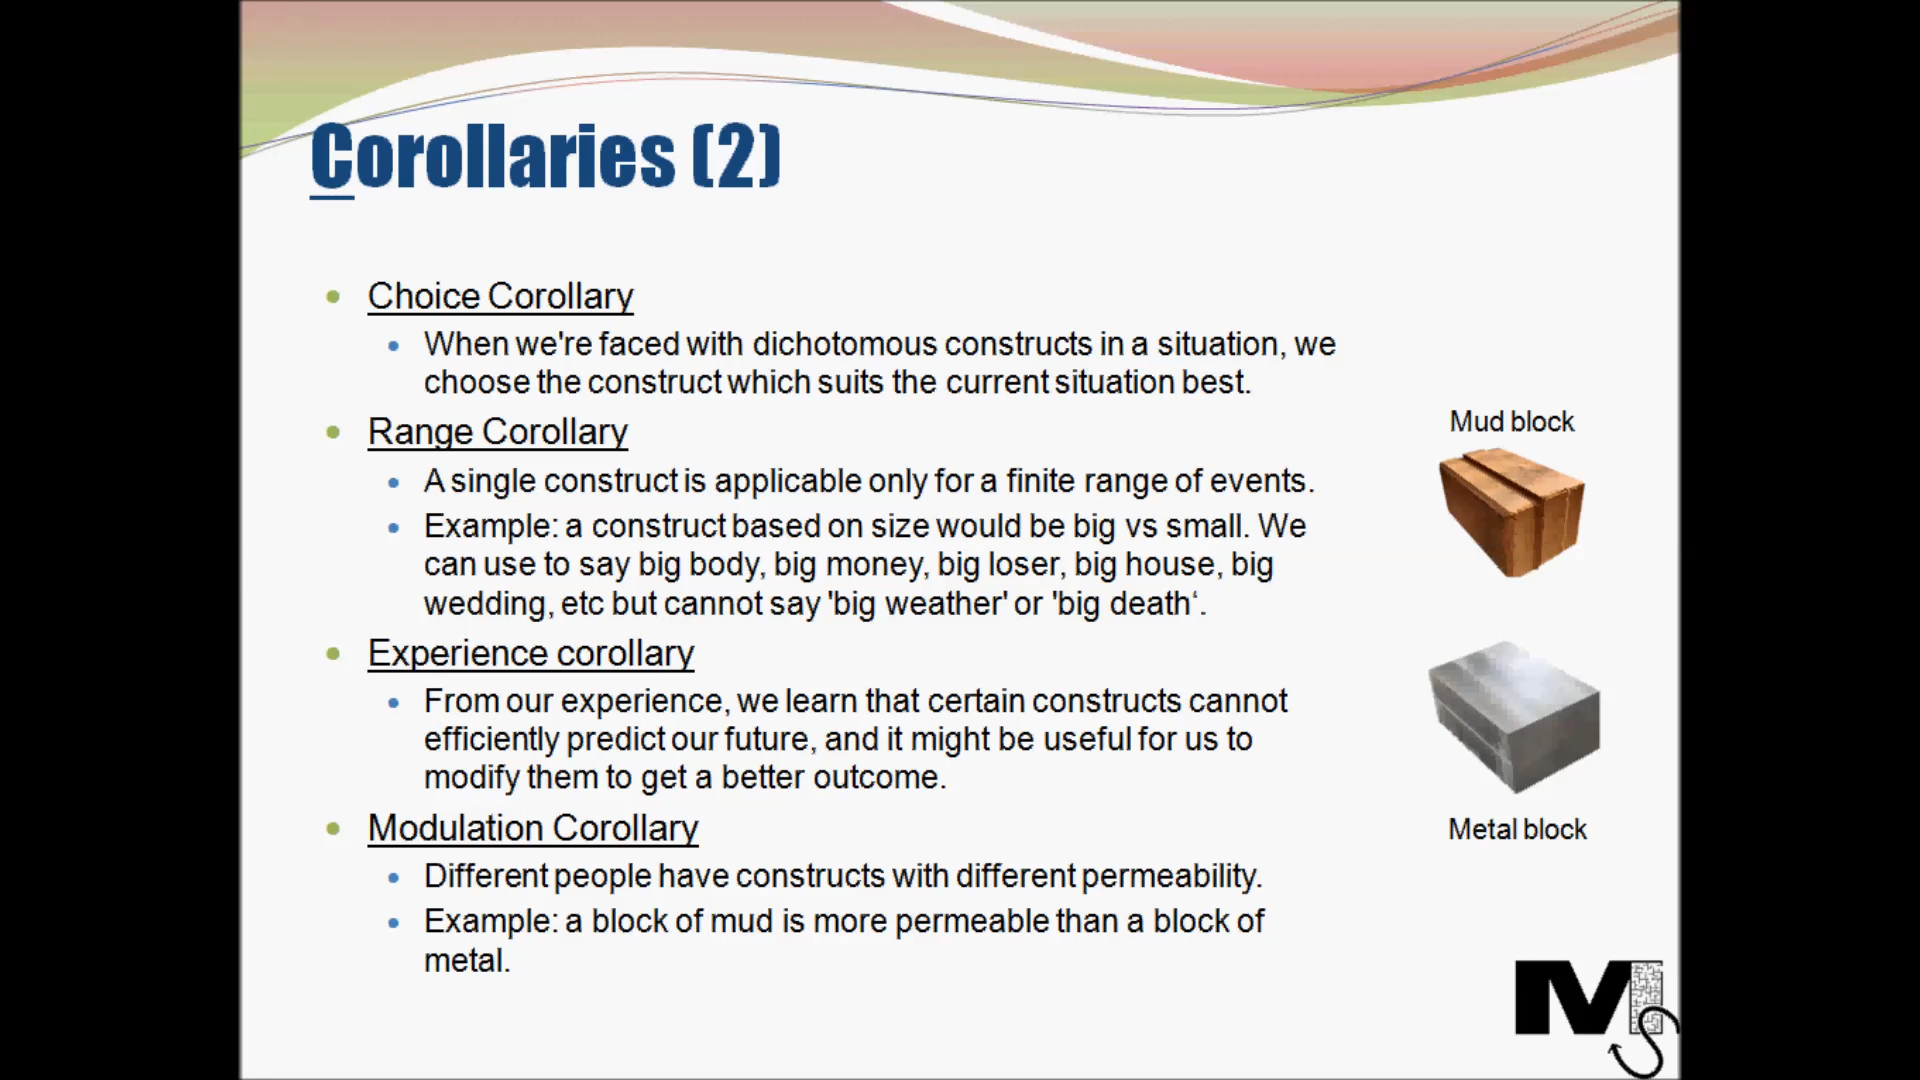 Corollaries (2)
Choice Corollary
When we're faced with dichotomous constructs in a situation, we
choose the construct which suits the current situation best.
Range Corollary
A single construct is applicable only for a finite range of events.
Example: a construct based on size would be big vs small. We
can use to say big body, big money, big loser, big house, big
wedding, etc but cannot say 'big weather' or 'big death‘.
Experience corollary
From our experience, we learn that certain constructs cannot
efficiently predict our future, and it might be useful for us to
modify them to get a better outcome.
Modulation Corollary
Different people have constructs with different permeability.
Example: a block of mud is more permeable than a block of
metal.
Mud block
Metal block
MIS